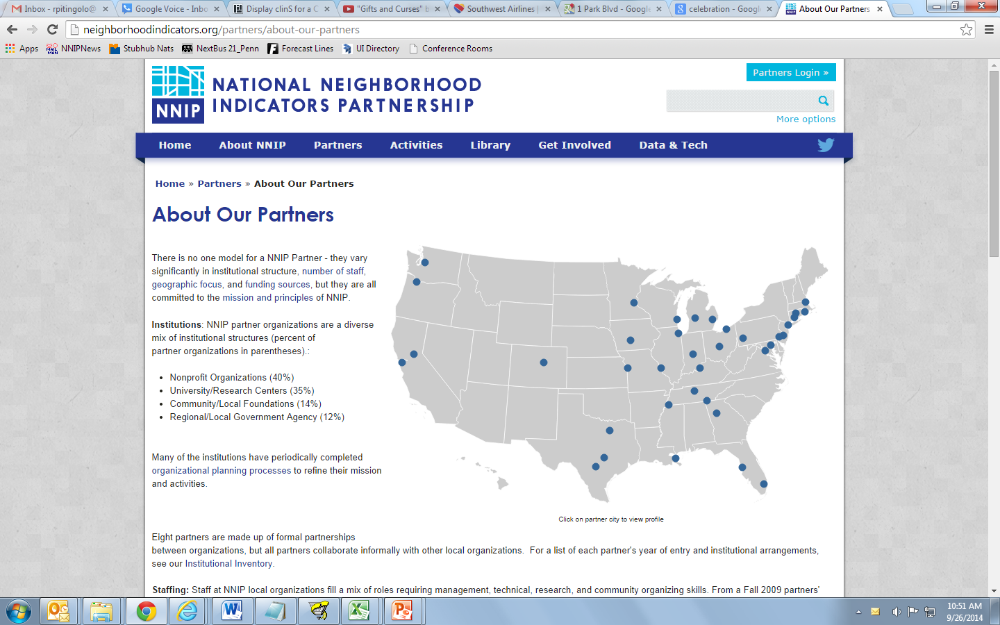 Inbox - rpitingolo@
Google Voice - Inbo
Display clinS for a C
"Gifts and Curses" b
Southwest Airlines |
1 Park Blvd - Google
celebration - Google
About Our Partners
neighborhoodindicators.org/partners/about-our-partners
Apps
NNIPNews
Stubhub Nats
NextBus 21_Penn
Forecast Lines
UI Directory
Conference Rooms
NNIP
NATIONAL NEIGHBORHOOD
INDICATORS PARTNERSHIP
Partners Login »
More options
Home About NNIP Partners Activities Library Get Involved Data & Tech
Home » Partners » About Our Partners
About Our Partners
There is no one model for a NNIP Partner - they vary
significantly in institutional structure, number of staff,
geographic focus, and funding sources, but they are all
committed to the mission and principles of NNIP.
Institutions: NNIP partner organizations are a diverse
mix of institutional structures (percent of
partner organizations in parentheses).:
• Nonprofit Organizations (40%)
• University/Research Centers (35%)
• Community/Local Foundations (14%)
• Regional/Local Government Agency (12%)
Many of the institutions have periodically completed
organizational planning processes to refine their mission
and activities.
Click on partner city to view profile
Eight partners are made up of formal partnerships
between organizations, but all partners collaborate informally with other local organizations.  For a list of each partner's year of entry and institutional arrangements,
see our Institutional Inventory.
Staffing: Staff at NNIP local organizations fill a mix of roles requiring management, technical, research, and community organizing skills. From a Fall 2009 partners'
10:51 AM
9/26/2014